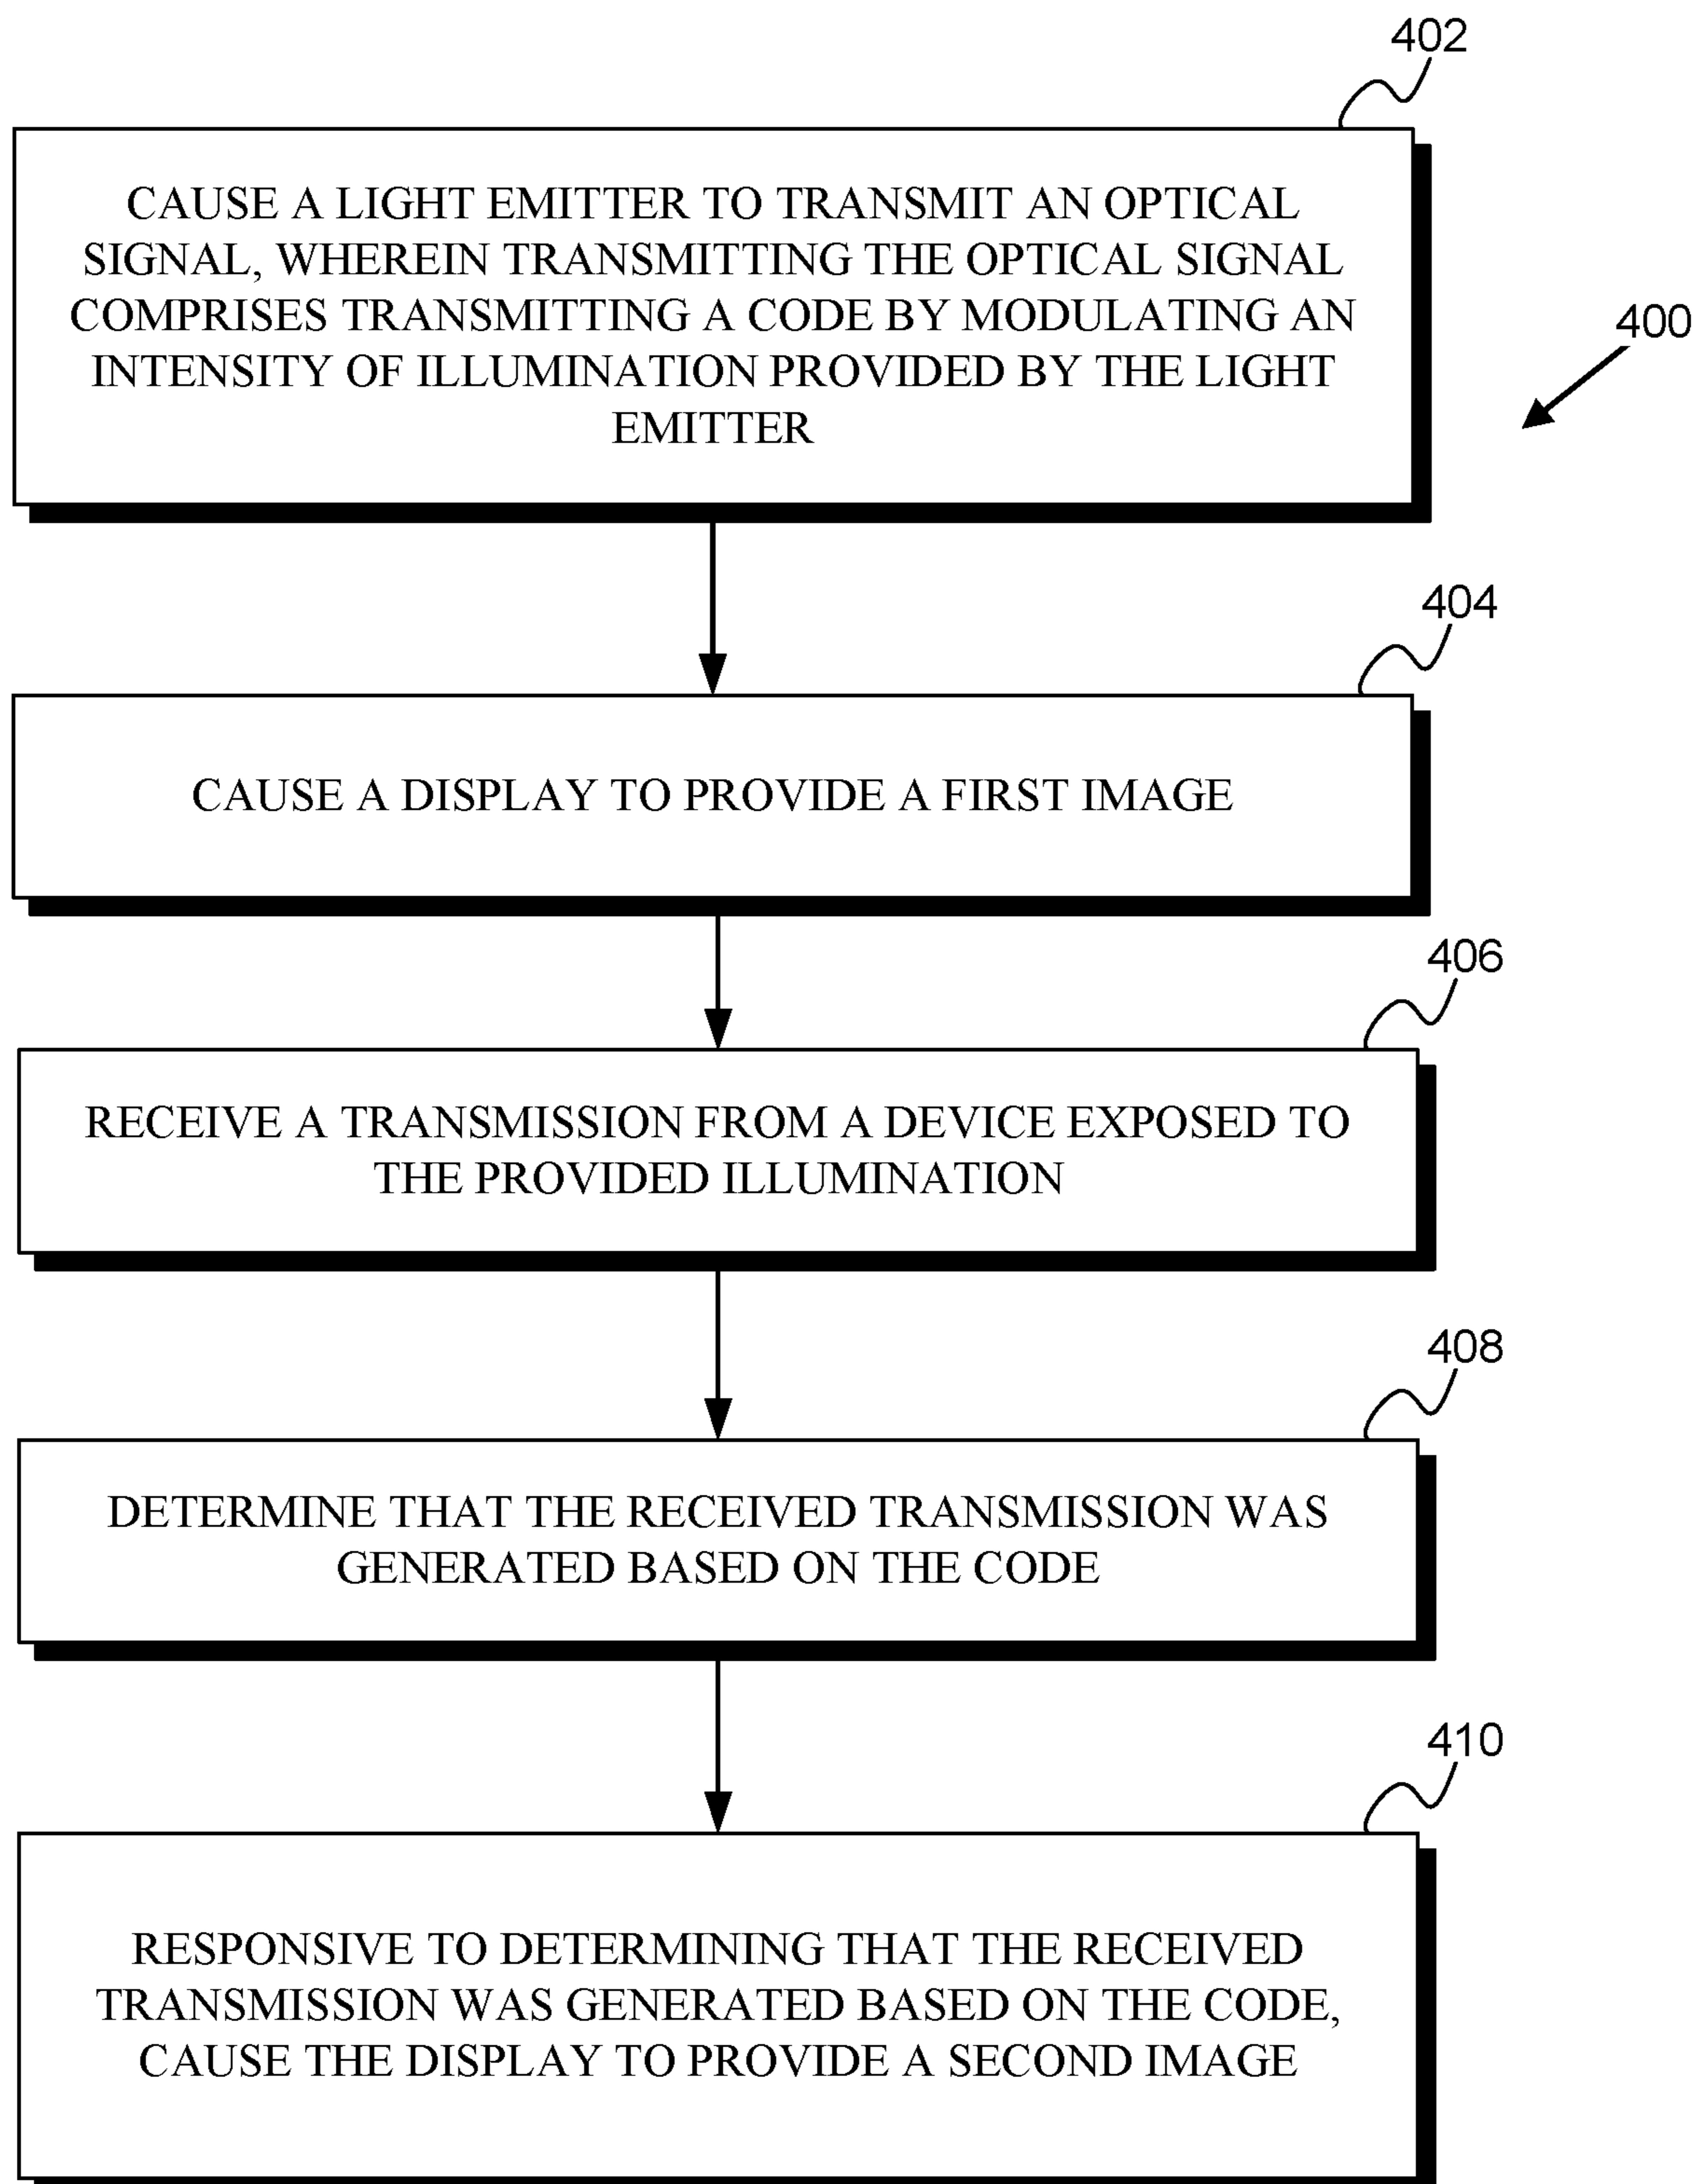 402
CAUSE A LIGHT EMITTER TO TRANSMIT AN OPTICAL
SIGNAL, WHEREIN TRANSMITTING THE OPTICAL SIGNAL
COMPRISES TRANSMITTING A CODE BY MODULATING AN
INTENSITY OF ILLUMINATION PROVIDED BY THE LIGHT
EMITTER
400
404
CAUSE A DISPLAY TO PROVIDE A FIRST IMAGE
406
RECEIVE A TRANSMISSION FROM A DEVICE EXPOSED TO
THE PROVIDED ILLUMINATION
408
DETERMINE THAT THE RECEIVED TRANSMISSION WAS
GENERATED BASED ON THE CODE
410
RESPONSIVE TO DETERMINING THAT THE RECEIVED
TRANSMISSION WAS GENERATED BASED ON THE CODE,
CAUSE THE DISPLAY TO PROVIDE A SECOND IMAGE